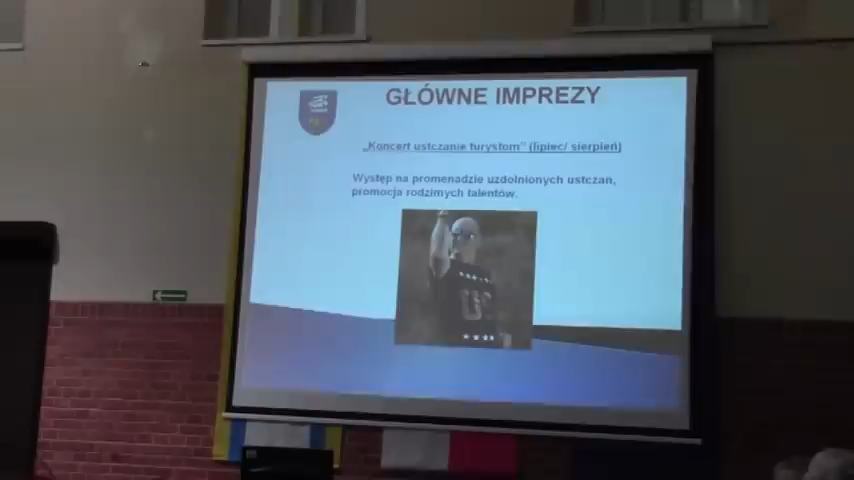 GŁÓWNE IMPREZY
„Koncert ustczanie turystom” (lipiec/ sierpień)
Występ na promenadzie uzdolnionych ustczan,
promocja rodzimych talentów.